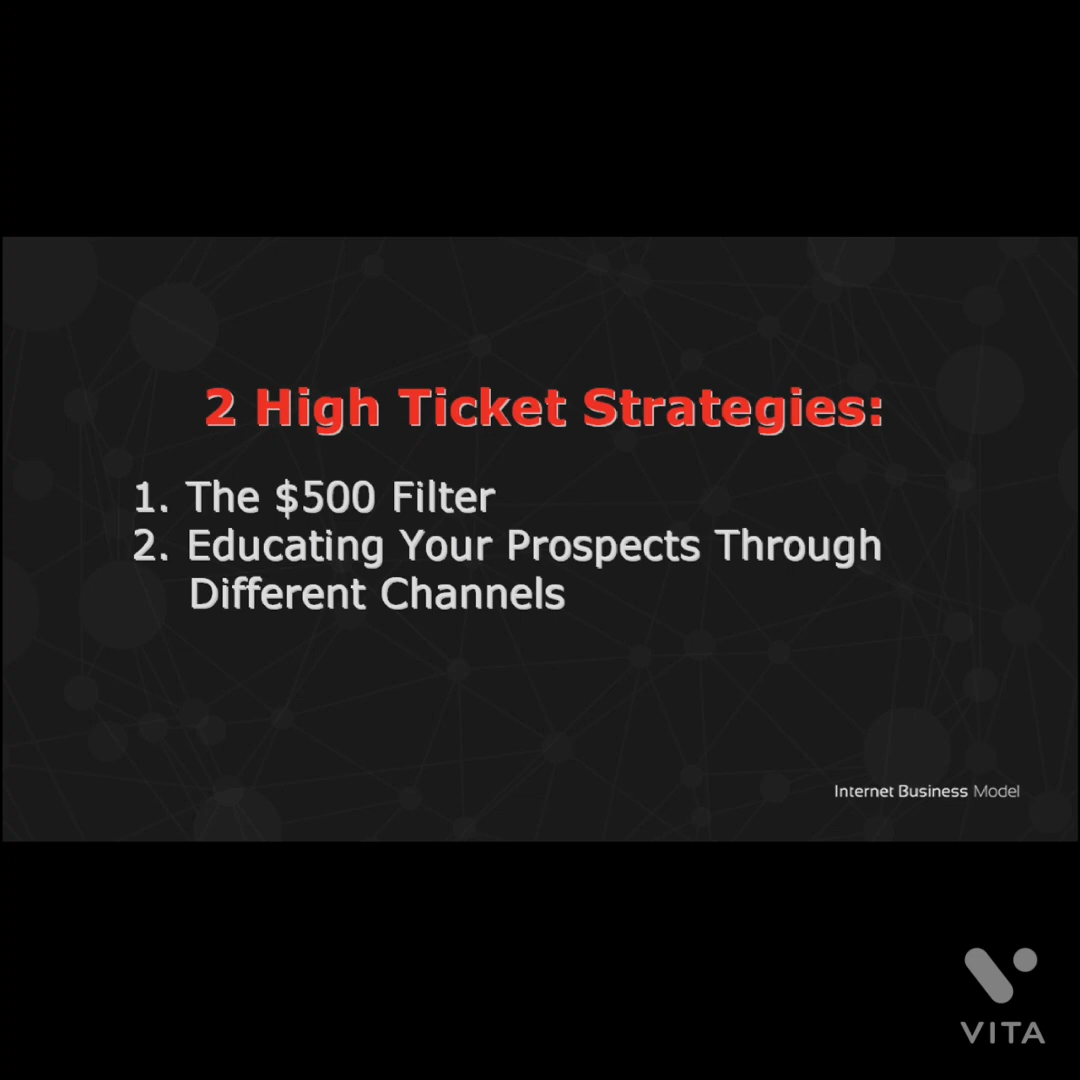 2 High Ticket Strategies:
1. The $500 Filter
2. Educating Your Prospects Through
Different Channels
Internet Business Model
VITA